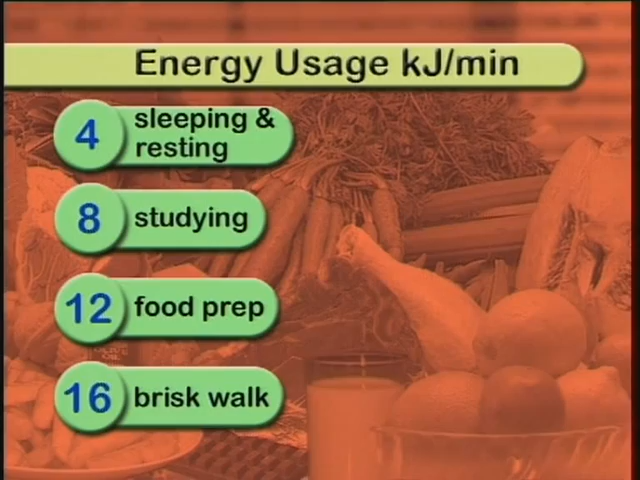 Energy Usage kJ/min
4 sleeping &
resting
8 studying
12 food prep
16 brisk walk